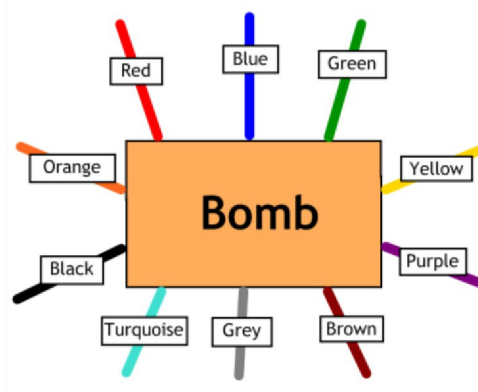 Blue
Red
Green
Orange
Yellow
Bomb
Black
Purple
Turquoise
Grey
Brown